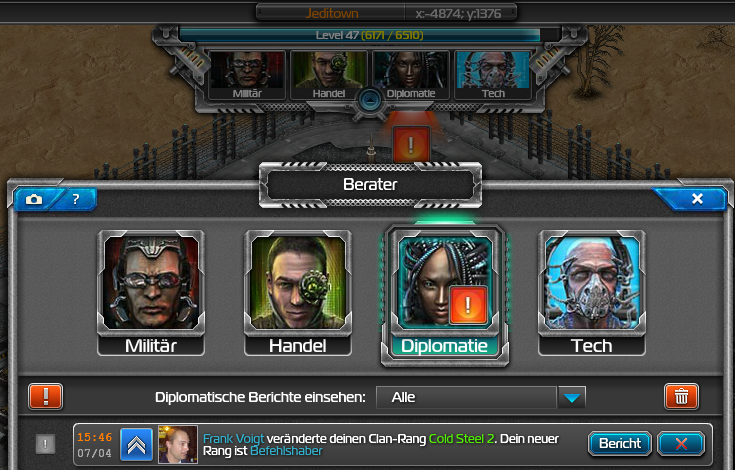 Jeditown x:-4874; y:1376
Level 47 (6171 / 6510)
Militär Handel Diplomatie Tech
!
Berater
?
!
Militär Handel Diplomatie Tech
! Diplomatische Berichte einsehen: Alle
! 15:46 Frank Voigt veränderte deinen Clan-Rang Cold Steel 2. Dein neuer
07/04 Rang ist Befehlshaber
Bericht